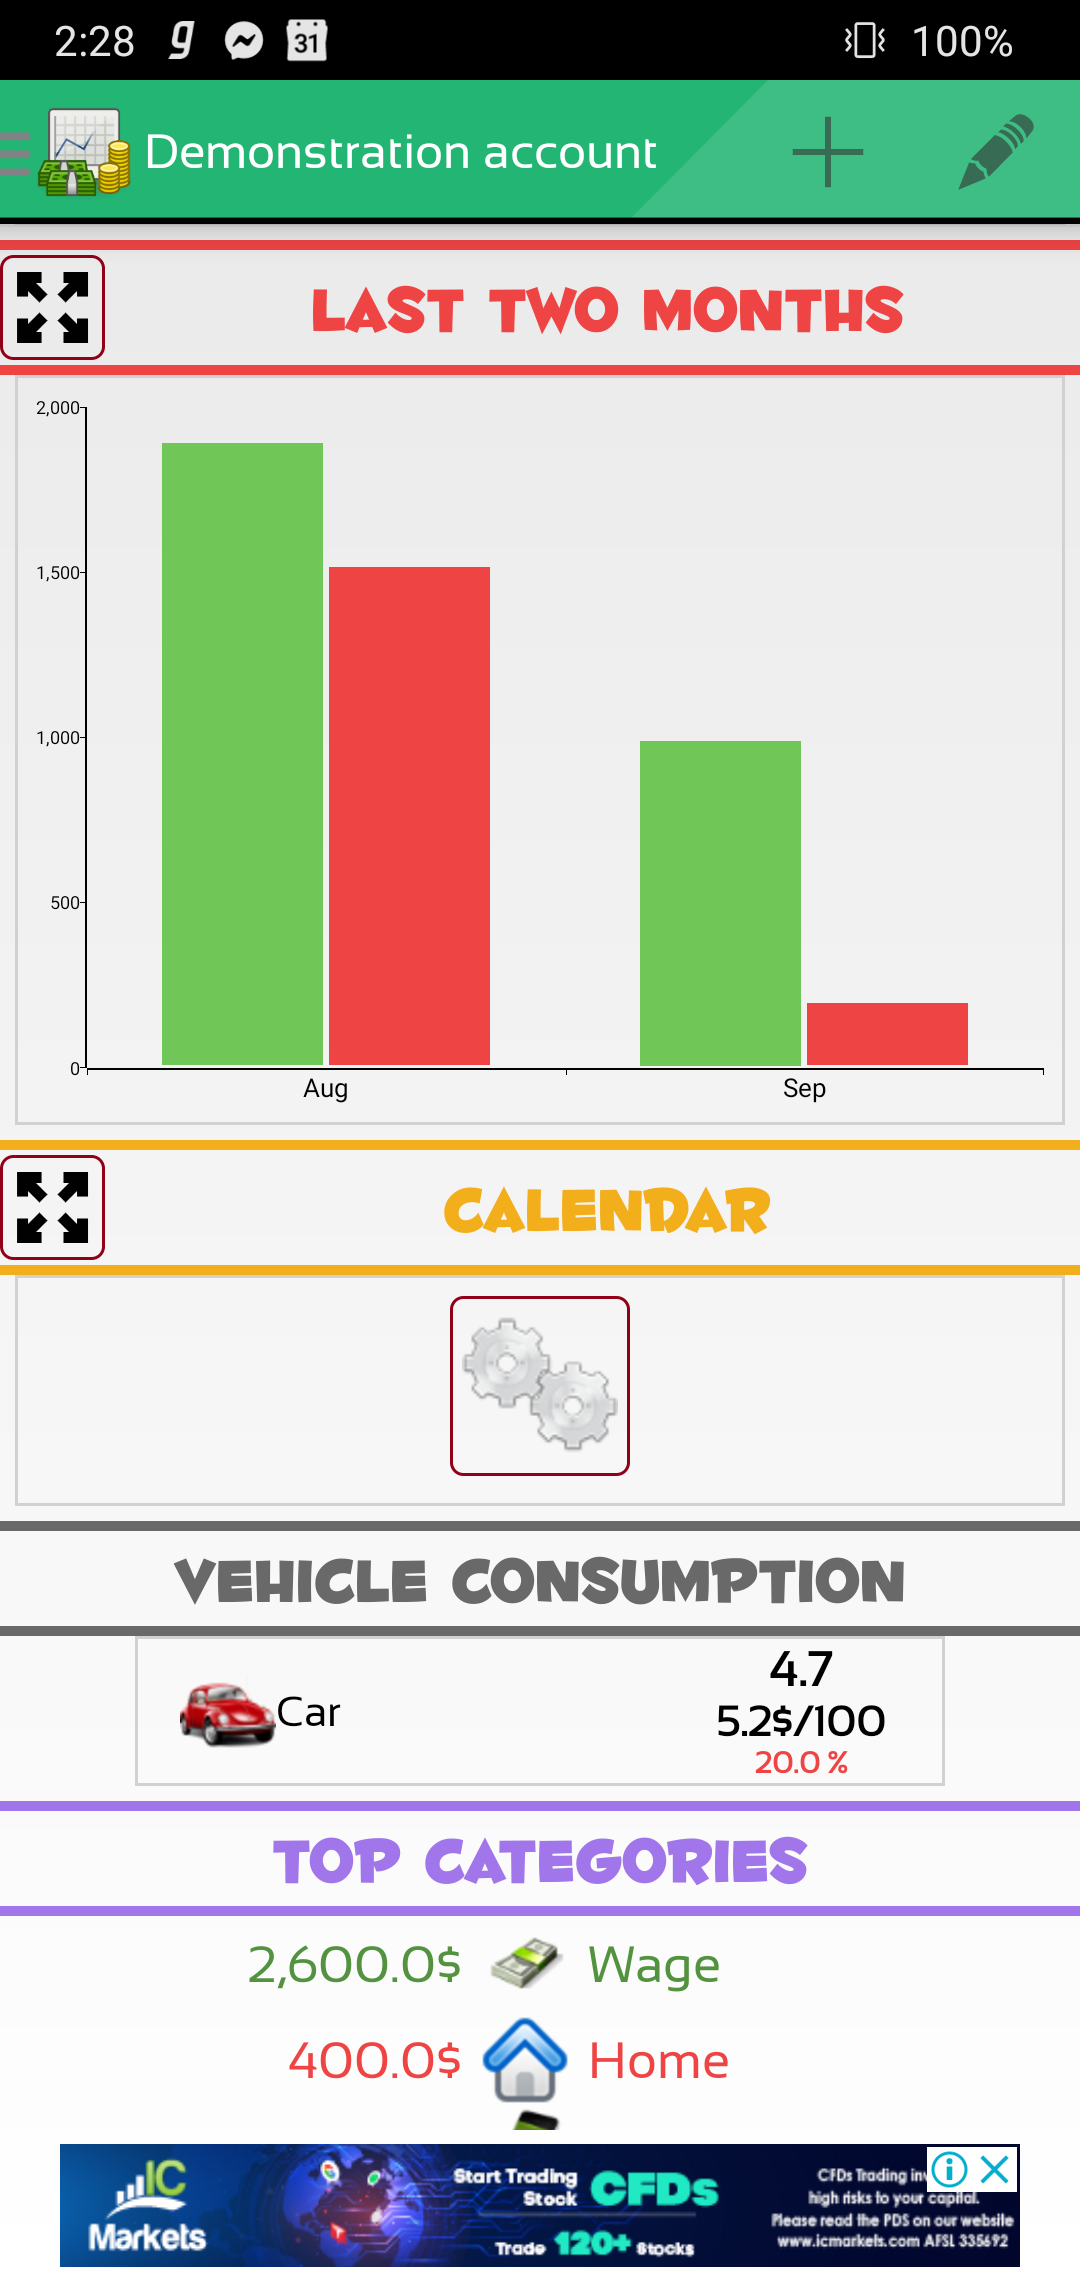 2:28 g 31 100%
Demonstration account
LAST TWO MONTHS
2,000
1,500
1,000
500
0
Aug Sep
CALENDAR
VEHICLE CONSUMPTION
Car
4.7
5.2$/100
20.0 %
TOP CATEGORIES
2,600.0$ Wage
400.0$ Home
IC Markets
Start Trading Stock CFDs
Trade 120+ Stocks
CFDs Trading
high risks to your capital.
Please read the PDS on our website
www.icmarkets.com AFSL 335692